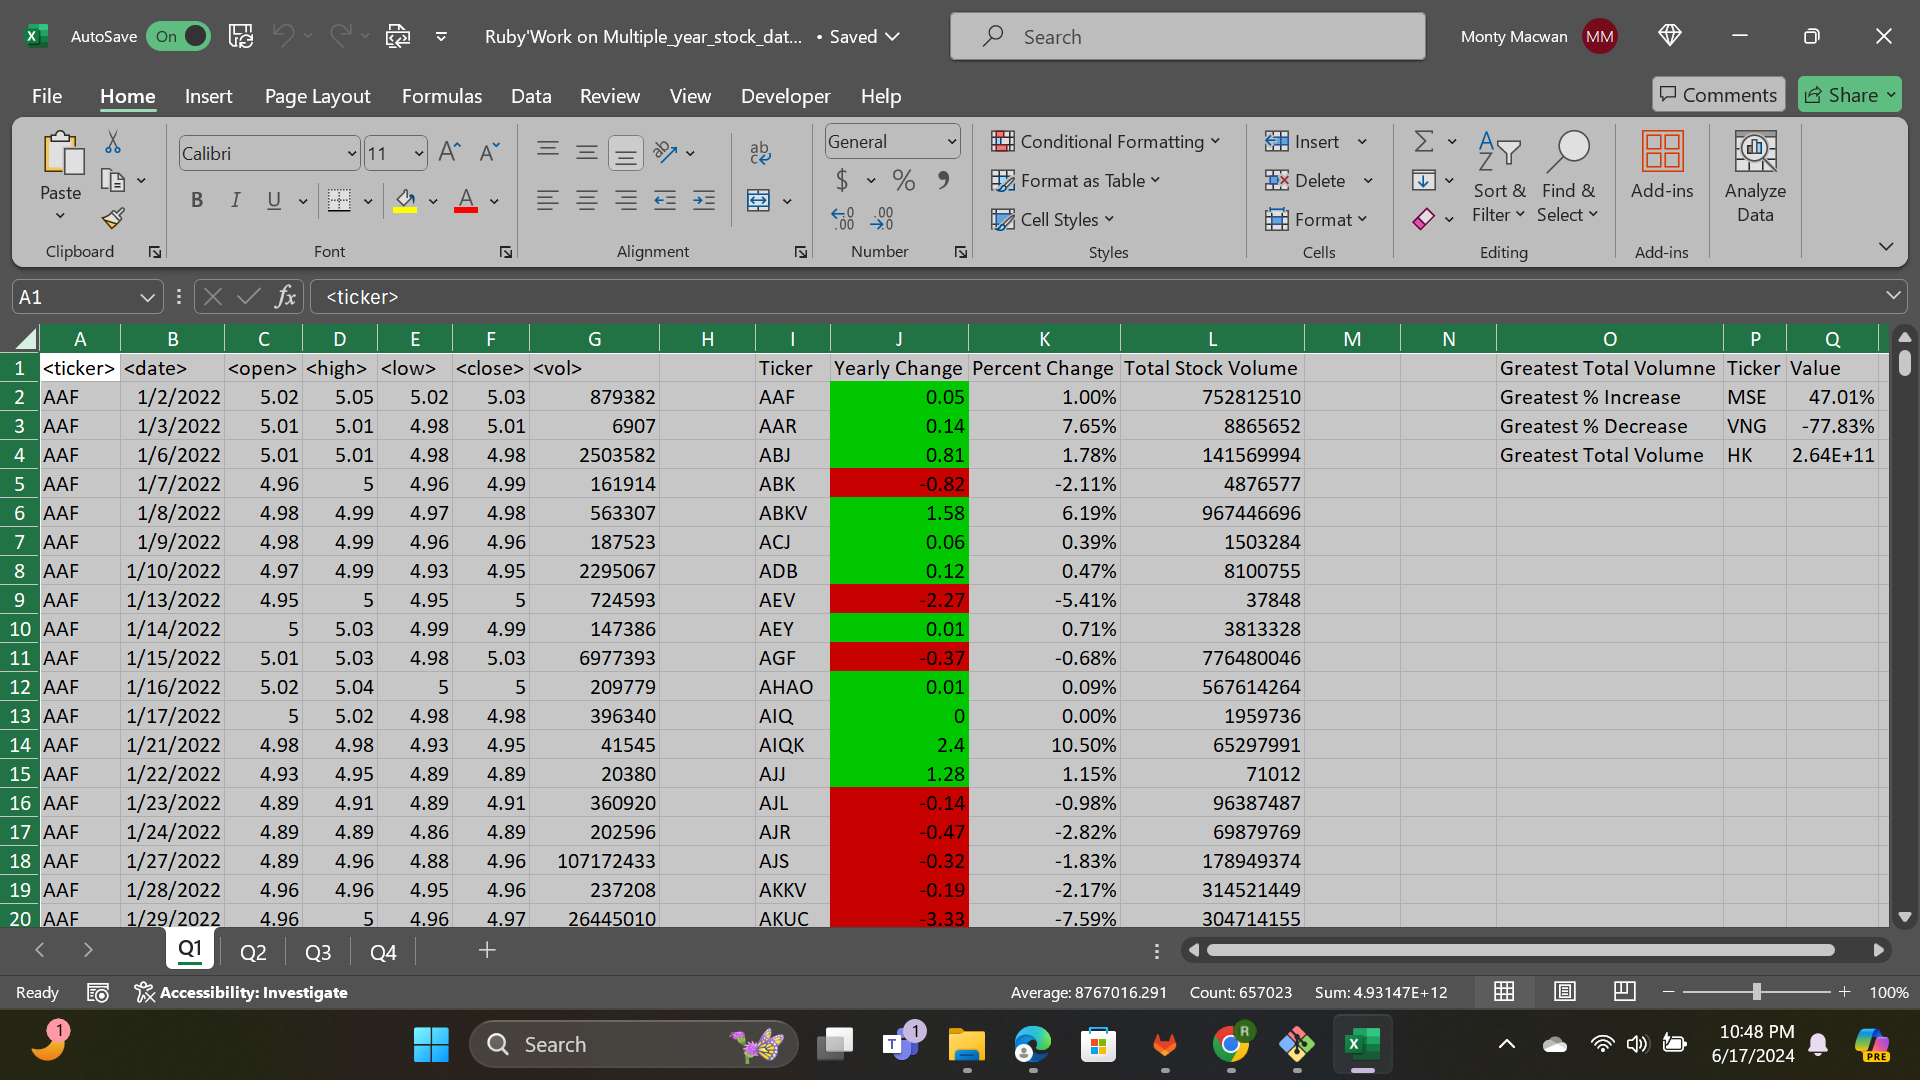 AutoSave On Ruby'Work on Multiple_year_stock_dat... • Saved Search Monty Macwan MM
File Home Insert Page Layout Formulas Data Review View Developer Help Comments Share
Paste Clipboard
Calibri 11 B I U Font
ab Alignment
General $ % Number
Conditional Formatting Format as Table Cell Styles Styles
Insert Delete Format Cells
Sort & Filter Find & Select Editing
Add-ins Add-ins
Analyze Data
A1 fx <ticker>
A B C D E F G H I J K L M N O P Q
1 <ticker> <date> <open> <high> <low> <close> <vol> Ticker Yearly Change Percent Change Total Stock Volume Greatest Total Volumne Ticker Value
2 AAF 1/2/2022 5.02 5.05 5.02 5.03 879382 AAF 0.05 1.00% 752812510 Greatest % Increase MSE 47.01%
3 AAF 1/3/2022 5.01 5.01 4.98 5.01 6907 AAR 0.14 7.65% 8865652 Greatest % Decrease VNG -77.83%
4 AAF 1/6/2022 5.01 5.01 4.98 4.98 2503582 ABJ 0.81 1.78% 141569994 Greatest Total Volume HK 2.64E+11
5 AAF 1/7/2022 4.96 5 4.96 4.99 161914 ABK -0.82 -2.11% 4876577
6 AAF 1/8/2022 4.98 4.99 4.97 4.98 563307 ABKV 1.58 6.19% 967446696
7 AAF 1/9/2022 4.98 4.99 4.96 4.96 187523 ACJ 0.06 0.39% 1503284
8 AAF 1/10/2022 4.97 4.99 4.93 4.95 2295067 ADB 0.12 0.47% 8100755
9 AAF 1/13/2022 4.95 5 4.95 5 724593 AEV -2.27 -5.41% 37848
10 AAF 1/14/2022 5 5.03 4.99 4.99 147386 AEY 0.01 0.71% 3813328
11 AAF 1/15/2022 5.01 5.03 4.98 5.03 6977393 AGF -0.37 -0.68% 776480046
12 AAF 1/16/2022 5.02 5.04 5 5 209779 AHAO 0.01 0.09% 567614264
13 AAF 1/17/2022 5 5.02 4.98 4.98 396340 AIQ 0 0.00% 1959736
14 AAF 1/21/2022 4.98 4.98 4.93 4.95 41545 AIQK 2.4 10.50% 65297991
15 AAF 1/22/2022 4.93 4.95 4.89 4.89 20380 AJJ 1.28 1.15% 71012
16 AAF 1/23/2022 4.89 4.91 4.89 4.91 360920 AJL -0.14 -0.98% 96387487
17 AAF 1/24/2022 4.89 4.89 4.86 4.89 202596 AJR -0.47 -2.82% 69879769
18 AAF 1/27/2022 4.89 4.96 4.88 4.96 107172433 AJS -0.32 -1.83% 178949374
19 AAF 1/28/2022 4.96 4.96 4.95 4.96 237208 AKKV -0.19 -2.17% 314521449
20 AAF 1/29/2022 4.96 5 4.96 4.97 26445010 AKUC -3.33 -7.59% 304714155
Q1 Q2 Q3 Q4
Ready Accessibility: Investigate Average: 8767016.291 Count: 657023 Sum: 4.93147E+12 100%
1 Search 1 R 10:48 PM
6/17/2024 PRE